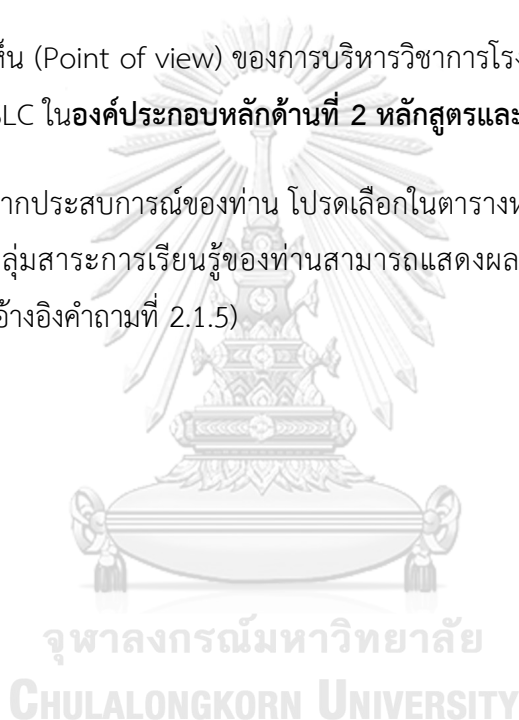 ห็น (Point of view) ของการบริหารวิชาการโรง
LC ใน องค์ประกอบหลักด้านที่ 2 หลักสูตรและ
ากประสบการณ์ของท่าน โปรดเลือกในตารางห
ลุ่มสาระการเรียนรู้ของท่านสามารถแสดงผล
อ้างอิงคำถามที่ 2.1.5)
จุฬาลงกรณ์มหาวิทยาลัย
CHULALONGKORN UNIVERSITY